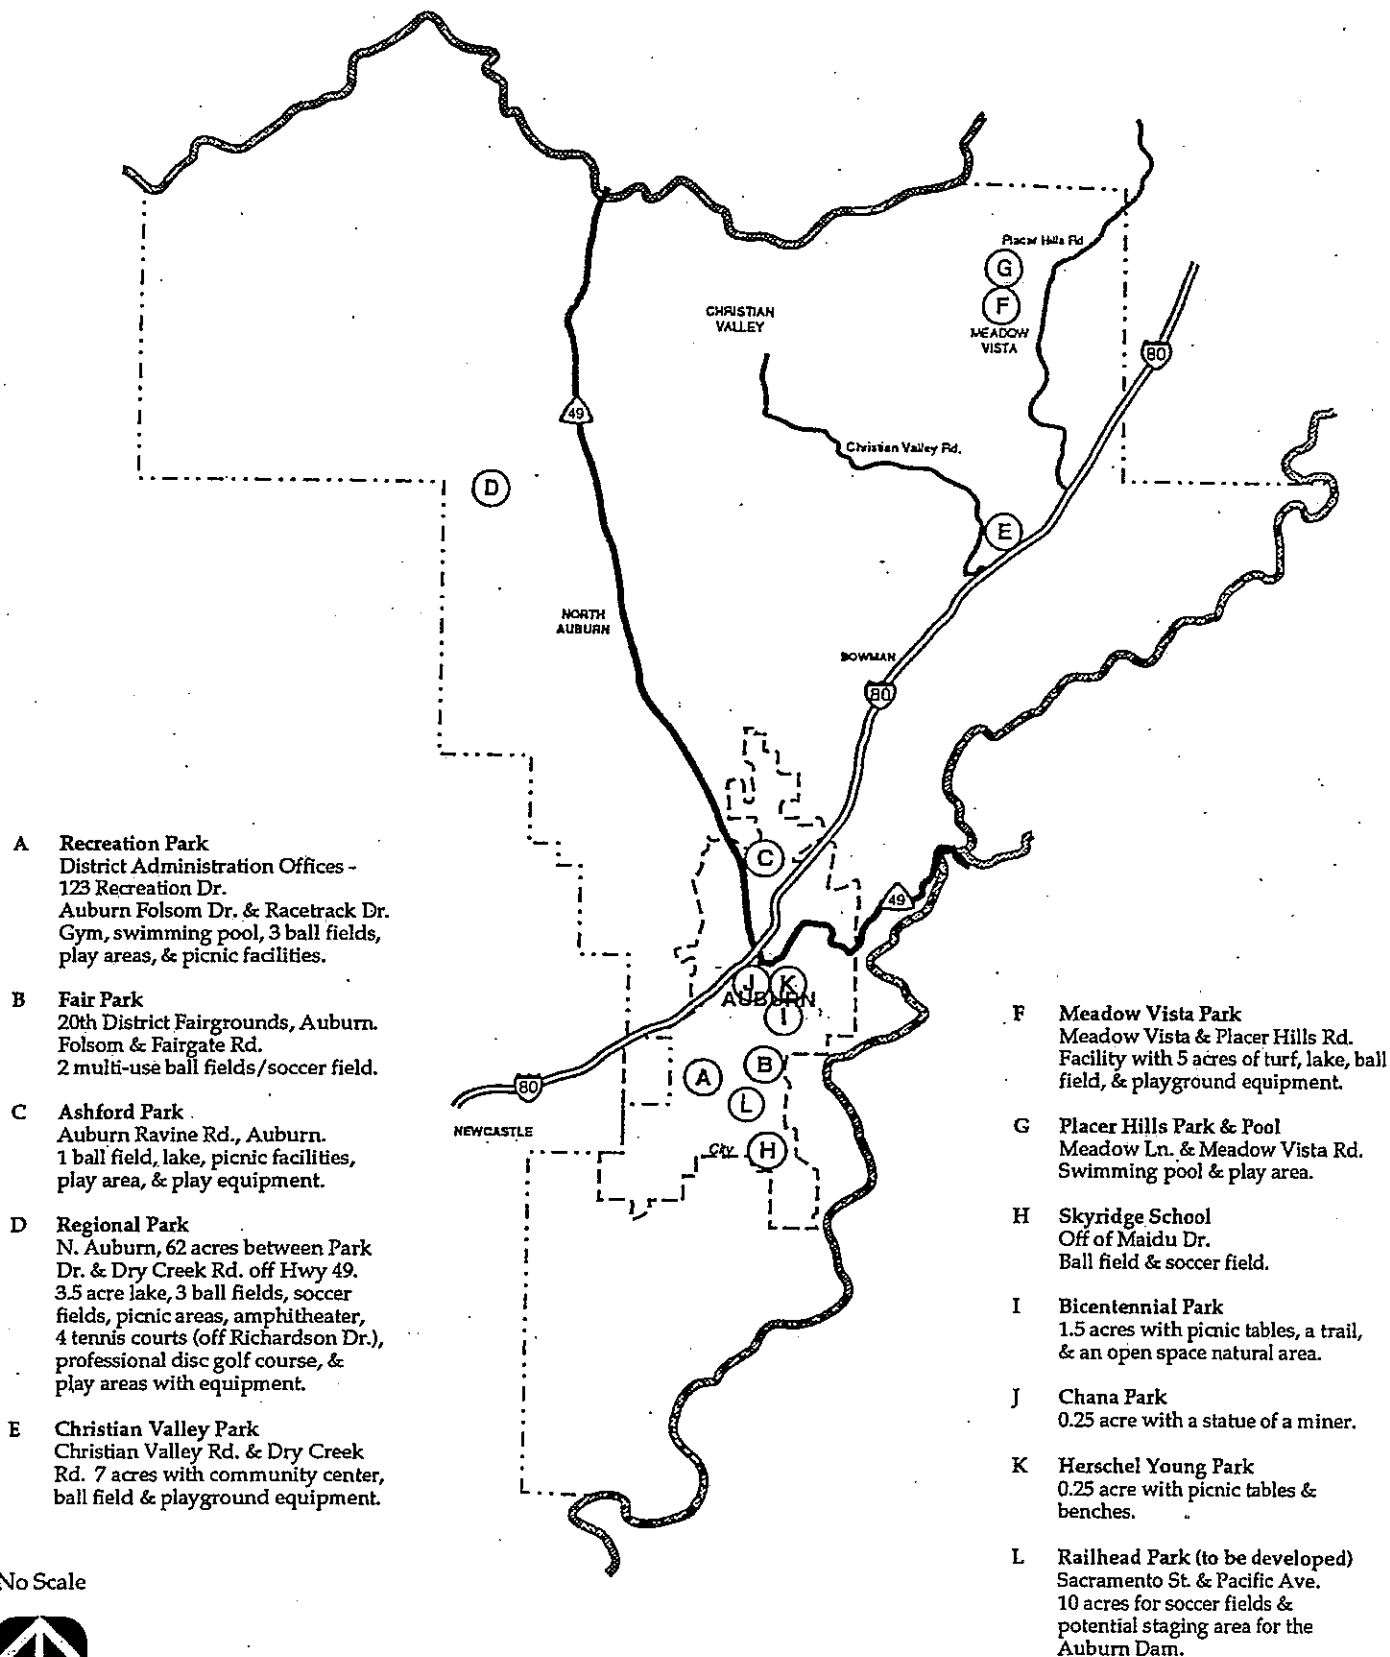 Placer Hills Rd
G
F
MEADOW
VISTA
CHRISTIAN
VALLEY
80
49
Christian Valley Rd.
D
E
NORTH
AUBURN
BOWMAN
80
C
49
J
K
AUBURN
I
B
A
L
80
NEWCASTLE
City
H
A Recreation Park
District Administration Offices -
123 Recreation Dr.
Auburn Folsom Dr. & Racetrack Dr.
Gym, swimming pool, 3 ball fields,
play areas, & picnic facilities.
B Fair Park
20th District Fairgrounds, Auburn.
Folsom & Fairgate Rd.
2 multi-use ball fields/soccer field.
C Ashford Park
Auburn Ravine Rd., Auburn.
1 ball field, lake, picnic facilities,
play area, & play equipment.
D Regional Park
N. Auburn, 62 acres between Park
Dr. & Dry Creek Rd. off Hwy 49.
3.5 acre lake, 3 ball fields, soccer
fields, picnic areas, amphitheater,
4 tennis courts (off Richardson Dr.),
professional disc golf course, &
play areas with equipment.
E Christian Valley Park
Christian Valley Rd. & Dry Creek
Rd. 7 acres with community center,
ball field & playground equipment.
No Scale
F Meadow Vista Park
Meadow Vista & Placer Hills Rd.
Facility with 5 acres of turf, lake, ball
field, & playground equipment.
G Placer Hills Park & Pool
Meadow Ln. & Meadow Vista Rd.
Swimming pool & play area.
H Skyridge School
Off of Maidu Dr.
Ball field & soccer field.
I Bicentennial Park
1.5 acres with picnic tables, a trail,
& an open space natural area.
J Chana Park
0.25 acre with a statue of a miner.
K Herschel Young Park
0.25 acre with picnic tables &
benches.
L Railhead Park (to be developed)
Sacramento St. & Pacific Ave.
10 acres for soccer fields &
potential staging area for the
Auburn Dam.